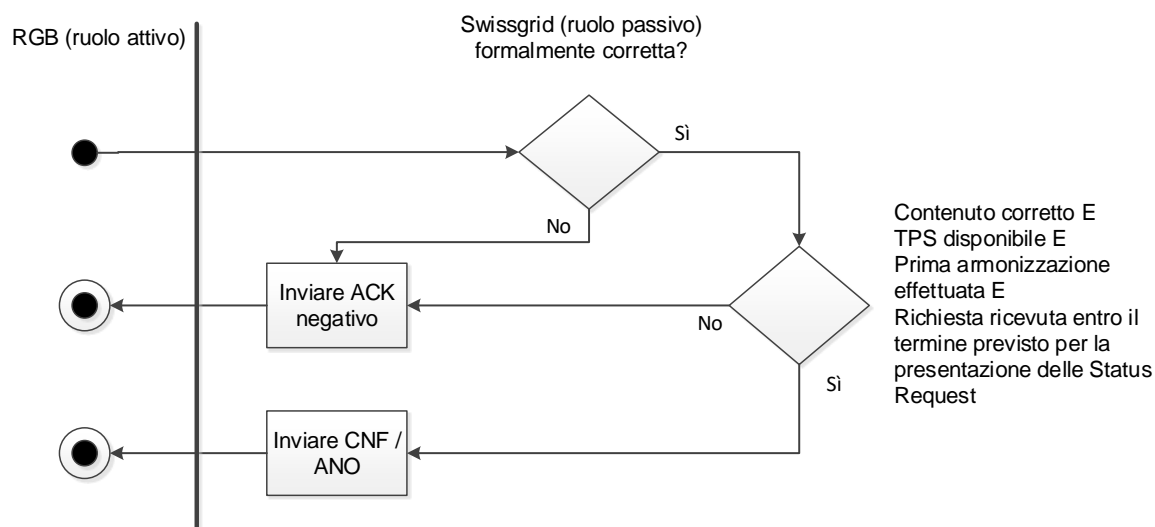 RGB (ruolo attivo)
Swissgrid (ruolo passivo)
formalmente corretta?
Sì
No
Contenuto corretto E
TPS disponibile E
Prima armonizzazione
effettuata E
Richiesta ricevuta entro il
termine previsto per la
presentazione delle Status
Request
Inviare ACK
negativo
No
Sì
Inviare CNF /
ANO